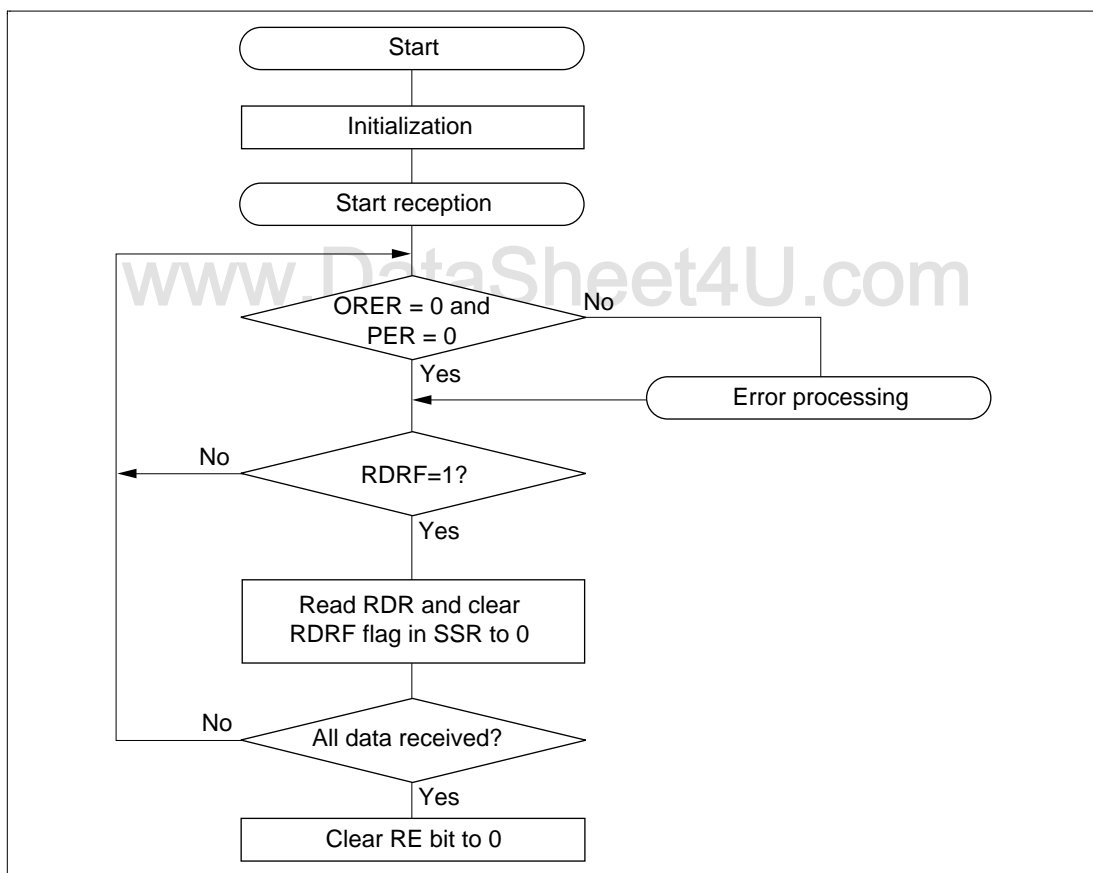 Start
Initialization
Start reception
www.DataSheet4U.com
ORER = 0 and
PER = 0
No
Yes
Error processing
No
RDRF=1?
Yes
Read RDR and clear
RDRF flag in SSR to 0
No
All data received?
Yes
Clear RE bit to 0